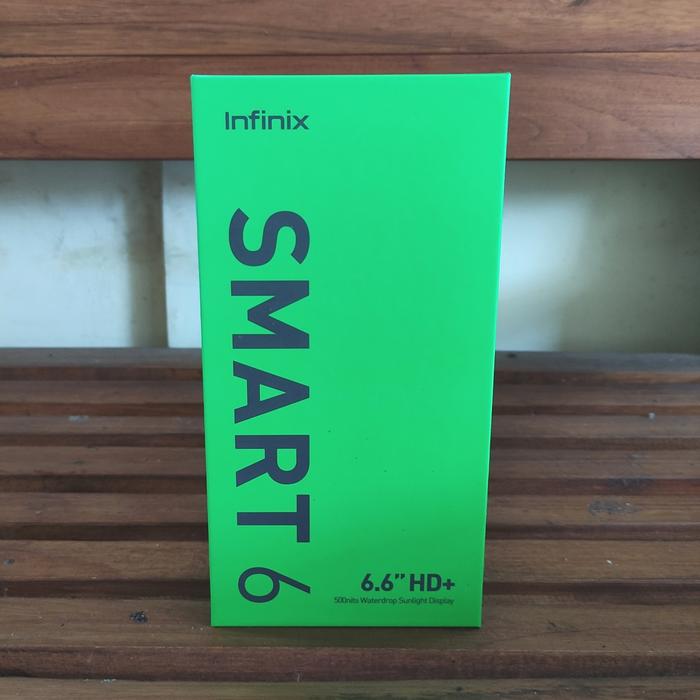 Infinix
SMART 6
6.6” HD+
500nits Waterdrop Sunlight Display